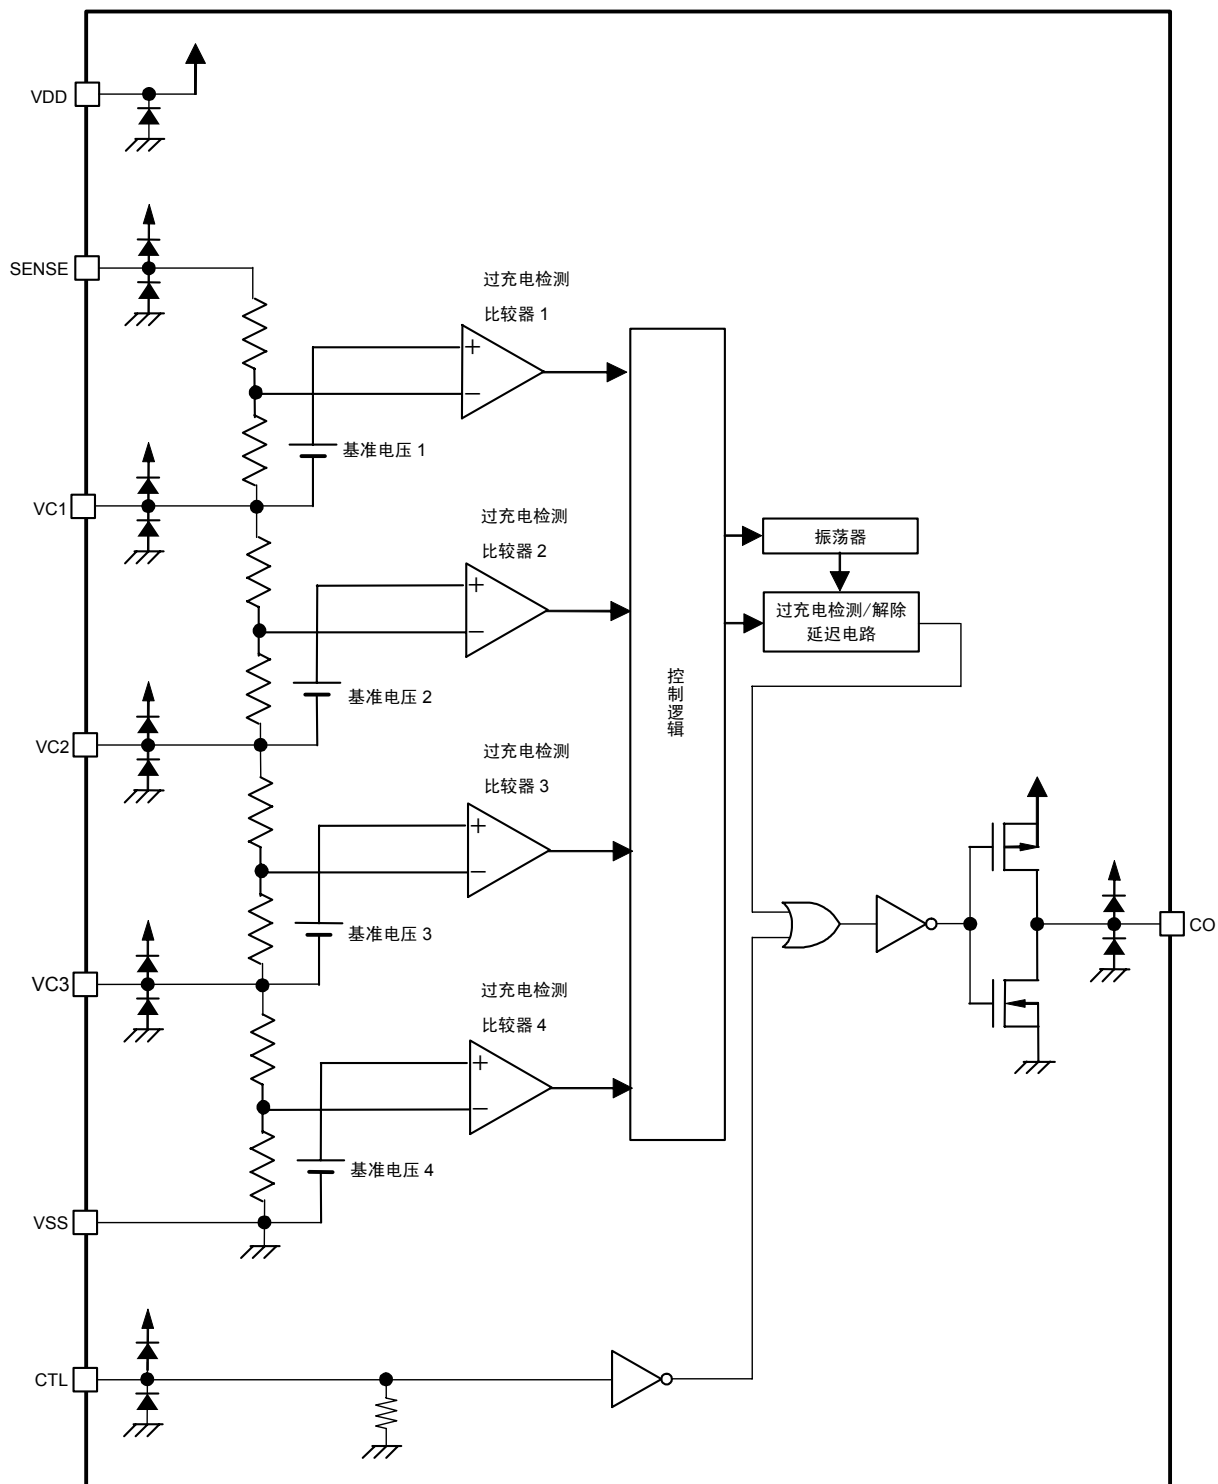 VDD
SENSE
过充电检测
比较器 1
基准电压 1
VC1
过充电检测
比较器 2
振荡器
过充电检测/解除
延迟电路
控制逻辑
基准电压 2
VC2
过充电检测
比较器 3
CO
基准电压 3
VC3
过充电检测
比较器 4
基准电压 4
VSS
CTL